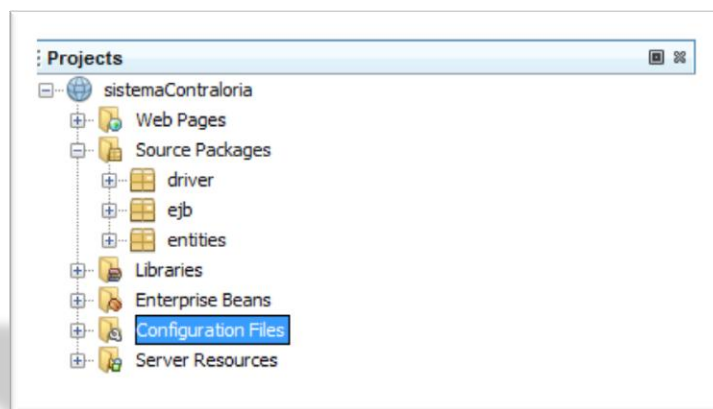 Projects
sistemaContraloria
Web Pages
Source Packages
driver
ejb
entities
Libraries
Enterprise Beans
Configuration Files
Server Resources